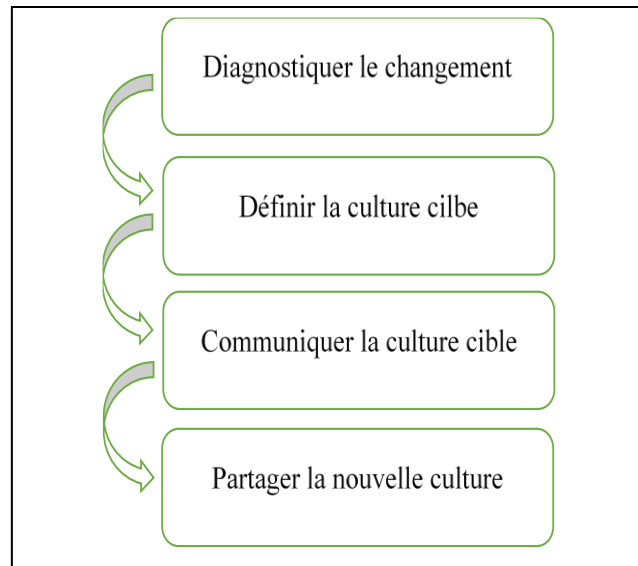 Diagnostiquer le changement
Définir la culture cilbe
Communiquer la culture cible
Partager la nouvelle culture